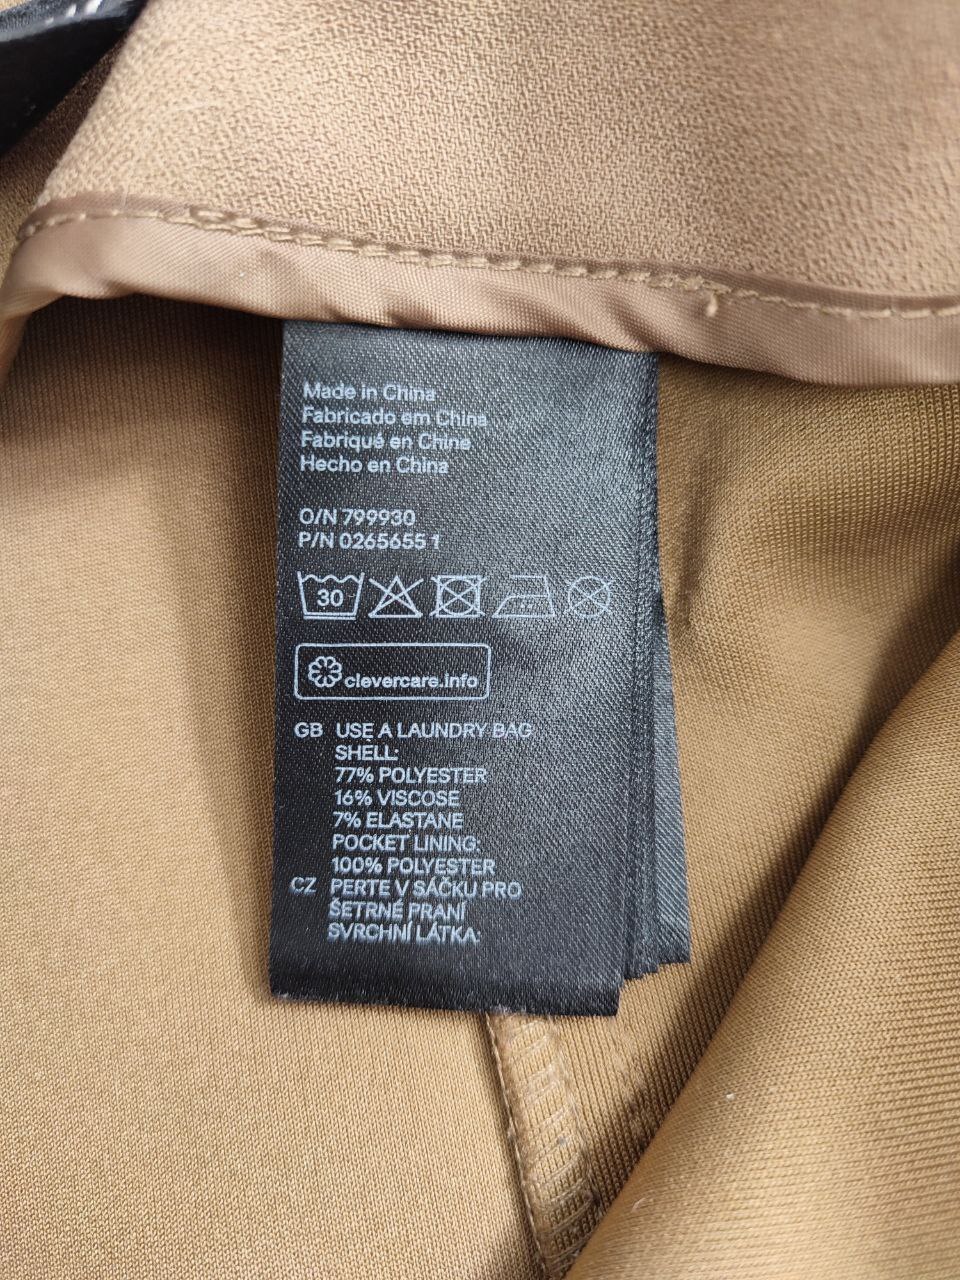 Made in China
Fabricado em China
Fabriqué en Chine
Hecho en China
O/N 799930
P/N 0265655 1
30
clevercare.info
GB USE A LAUNDRY BAG
SHELL:
77% POLYESTER
16% VISCOSE
7% ELASTANE
POCKET LINING:
100% POLYESTER
CZ PERTE V SÁČKU PRO
ŠETRNÉ PRANÍ
SVRCHNÍ LÁTKA: